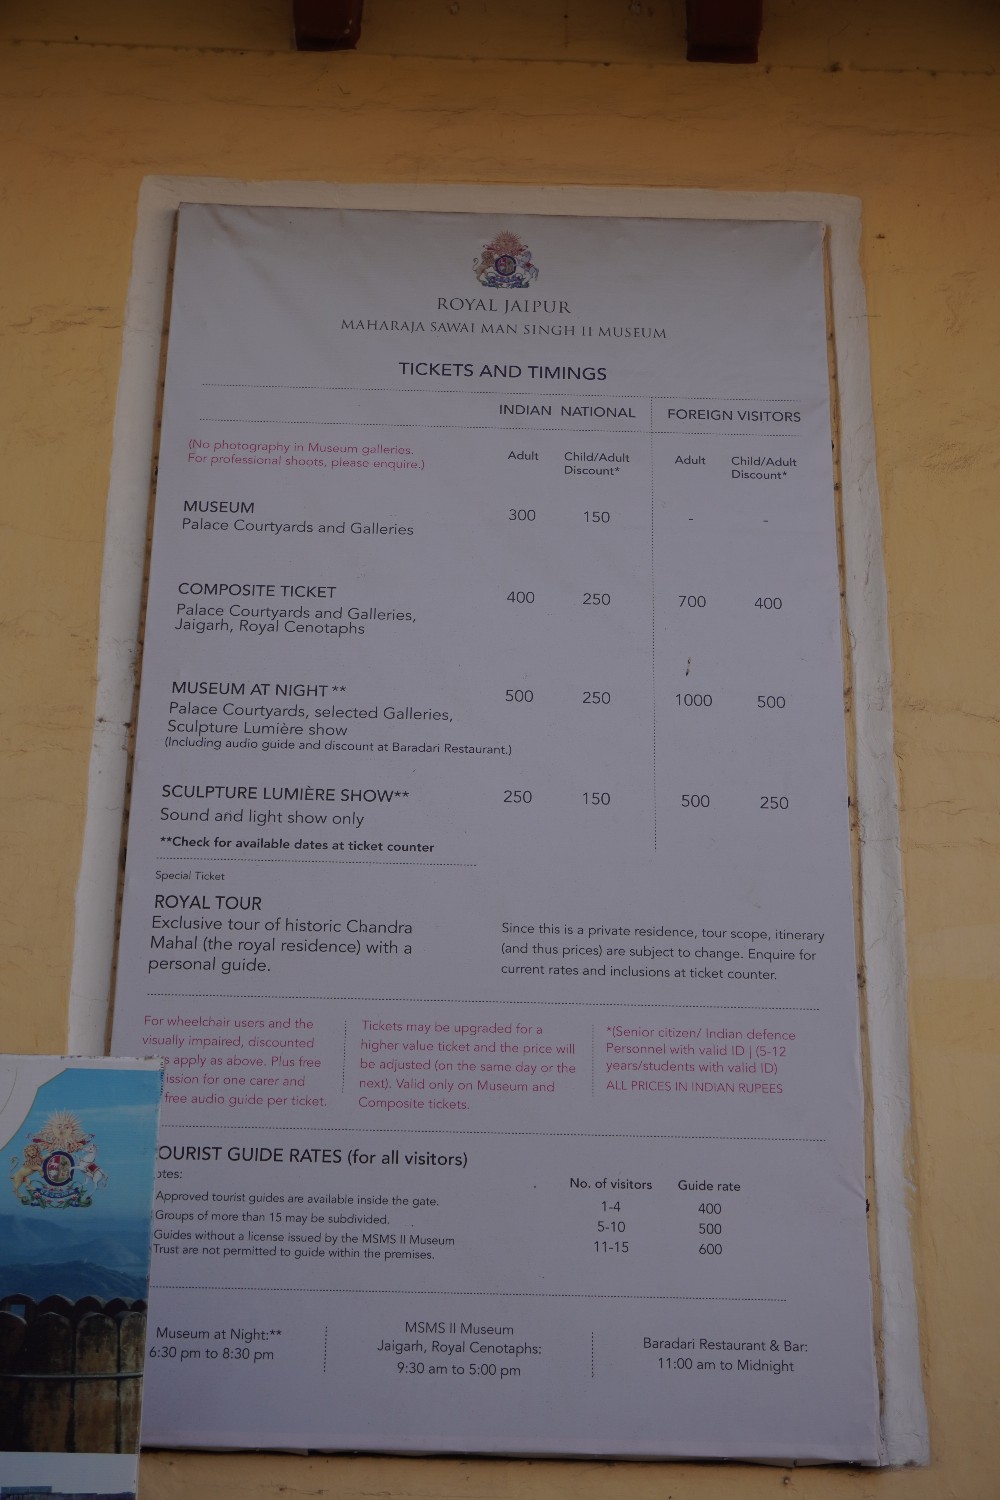 ROYAL JAIPUR
MAHARAJA SAWAI MAN SINGH II MUSEUM
TICKETS AND TIMINGS
INDIAN NATIONAL
FOREIGN VISITORS
(No photography in Museum galleries.
For professional shoots, please enquire.)
Adult
Child/Adult
Discount*
Adult
Child/Adult
Discount*
MUSEUM
Palace Courtyards and Galleries
300 150 - -
COMPOSITE TICKET
Palace Courtyards and Galleries,
Jaigarh, Royal Cenotaphs
400 250 700 400
MUSEUM AT NIGHT **
Palace Courtyards, selected Galleries,
Sculpture Lumière show
(Including audio guide and discount at Baradari Restaurant.)
500 250 1000 500
SCULPTURE LUMIÈRE SHOW**
Sound and light show only
250 150 500 250
**Check for available dates at ticket counter
Special Ticket
ROYAL TOUR
Exclusive tour of historic Chandra
Mahal (the royal residence) with a
personal guide.
Since this is a private residence, tour scope, itinerary
(and thus prices) are subject to change. Enquire for
current rates and inclusions at ticket counter.
For wheelchair users and the
visually impaired, discounted
apply as above. Plus free
ission for one carer and
free audio guide per ticket.
Tickets may be upgraded for a
higher value ticket and the price will
be adjusted (on the same day or the
next). Valid only on Museum and
Composite tickets.
*(Senior citizen/ Indian defence
Personnel with valid ID | (5-12
years/students with valid ID)
ALL PRICES IN INDIAN RUPEES
OURIST GUIDE RATES (for all visitors)
otes:
Approved tourist guides are available inside the gate.
Groups of more than 15 may be subdivided.
Guides without a license issued by the MSMS II Museum
Trust are not permitted to guide within the premises.
No. of visitors Guide rate
1-4 400
5-10 500
11-15 600
Museum at Night:**
6:30 pm to 8:30 pm
MSMS II Museum
Jaigarh, Royal Cenotaphs:
9:30 am to 5:00 pm
Baradari Restaurant & Bar:
11:00 am to Midnight